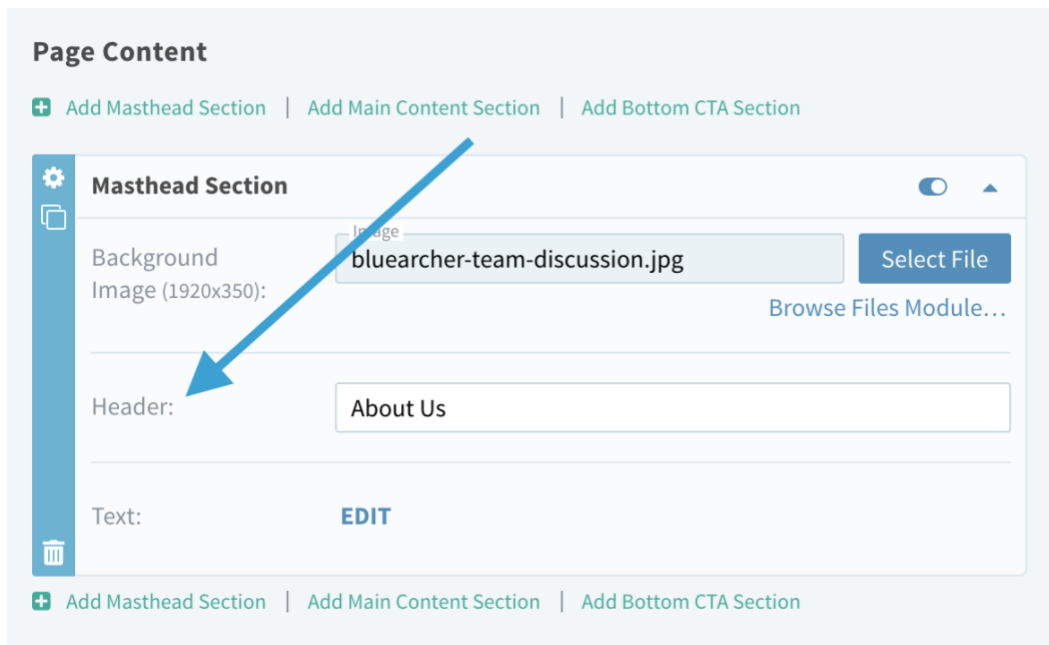 Page Content
Add Masthead Section | Add Main Content Section | Add Bottom CTA Section
Masthead Section
Image
Background
Image (1920x350):
bluearcher-team-discussion.jpg
Select File
Browse Files Module…
Header:
About Us
Text:
EDIT
Add Masthead Section | Add Main Content Section | Add Bottom CTA Section